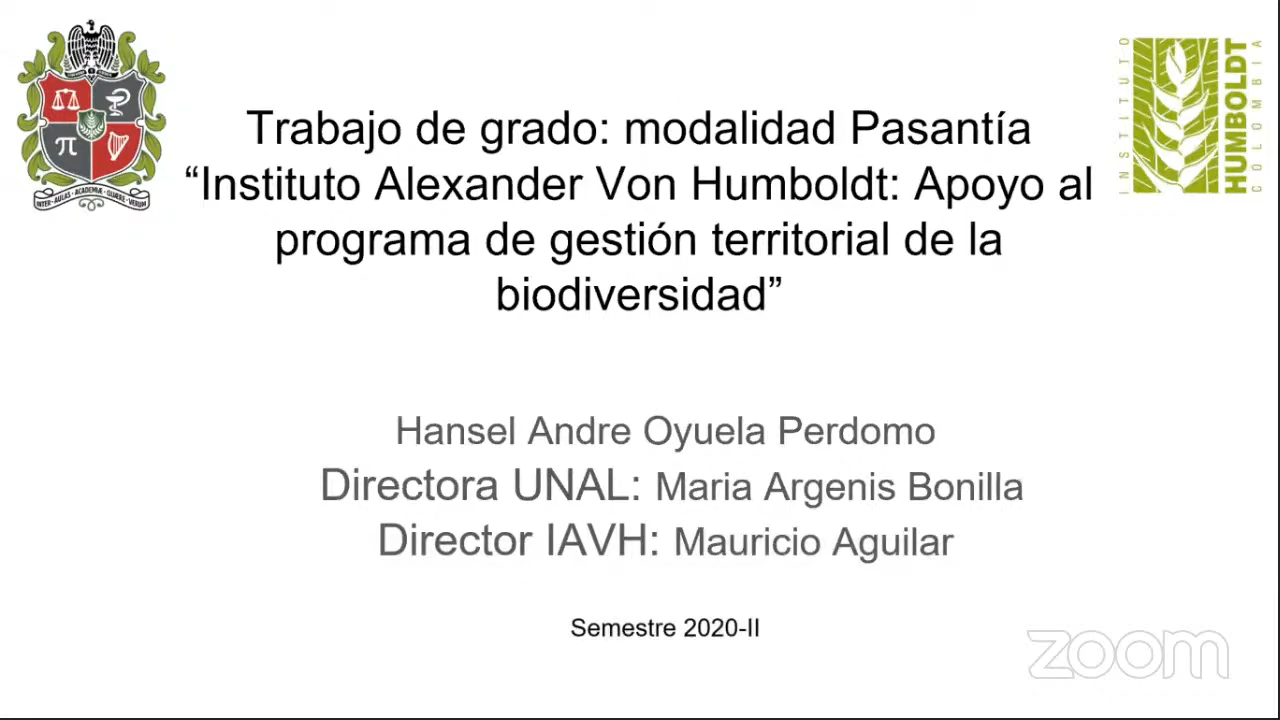 Trabajo de grado: modalidad Pasantía
“Instituto Alexander Von Humboldt: Apoyo al
programa de gestión territorial de la
biodiversidad”
INSTITUTO
HUMBOLDT
COLOMBIA
INTER · AULAS · ACADEMIÆ · QUÆRE · VERUM
π
Hansel Andre Oyuela Perdomo
Directora UNAL: Maria Argenis Bonilla
Director IAVH: Mauricio Aguilar
Semestre 2020-II
zoom